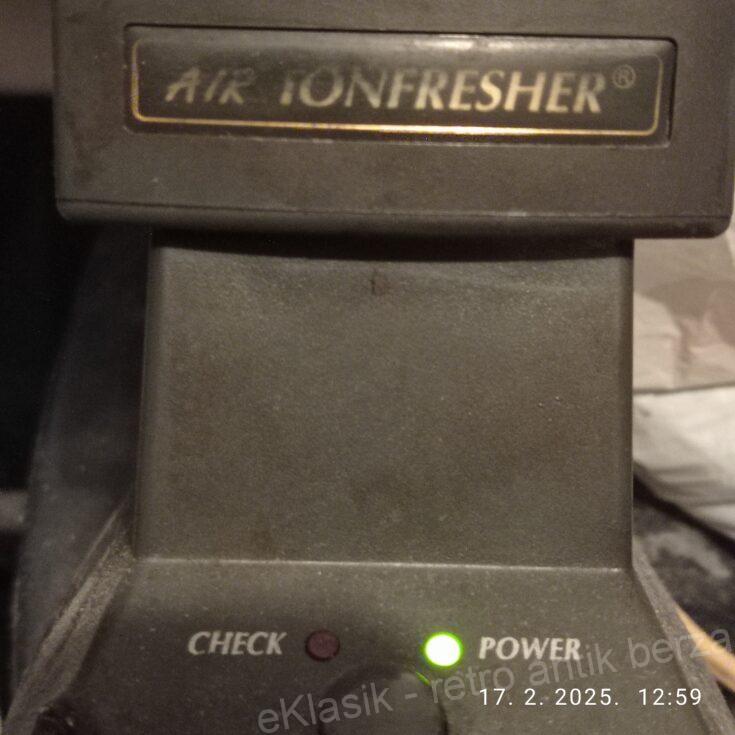 AIR IONFRESHER®
CHECK POWER
eKlasik - retro antik berza
17. 2. 2025. 12:59